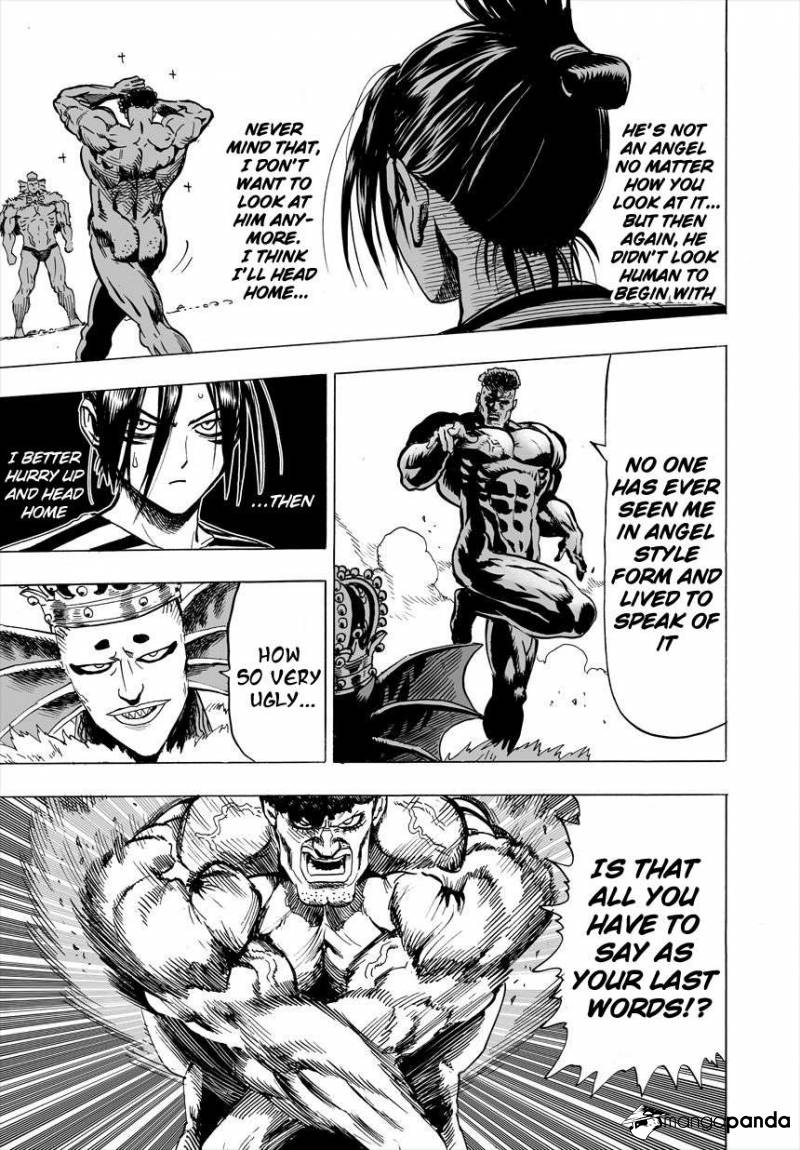 HE'S NOT
AN ANGEL
NO MATTER
HOW YOU
LOOK AT IT...
BUT THEN
AGAIN, HE
DIDN'T LOOK
HUMAN TO
BEGIN WITH
NEVER
MIND THAT,
I DON'T
WANT TO
LOOK AT
HIM ANY-
MORE.
I THINK
I'LL HEAD
HOME...
NO ONE
HAS EVER
SEEN ME
IN ANGEL
STYLE
FORM AND
LIVED TO
SPEAK OF
IT
...THEN
I BETTER
HURRY UP
AND HEAD
HOME
HOW
SO VERY
UGLY...
IS THAT
ALL YOU
HAVE TO
SAY AS
YOUR LAST
WORDS!?
mangapanda